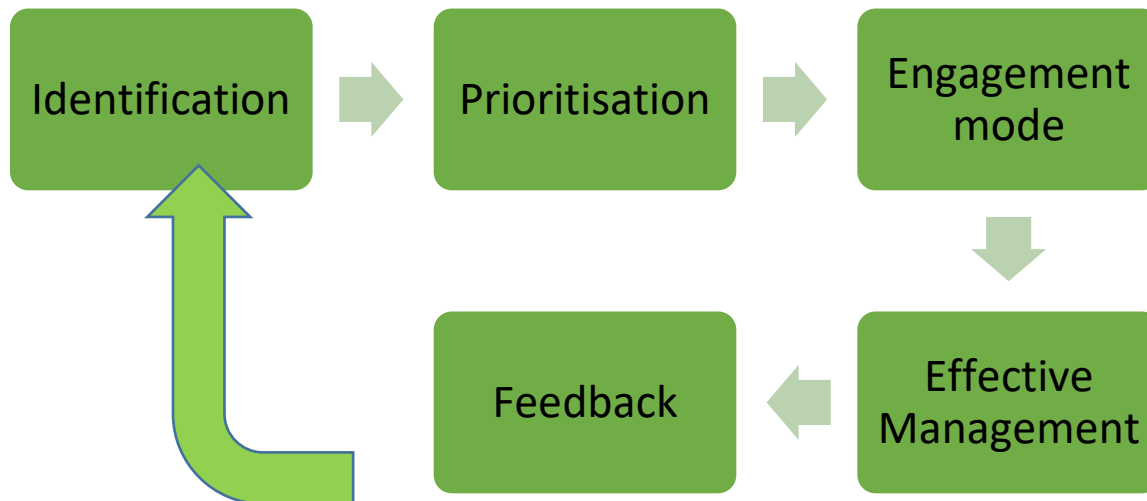 Identification
Prioritisation
Engagement
mode
Effective
Management
Feedback